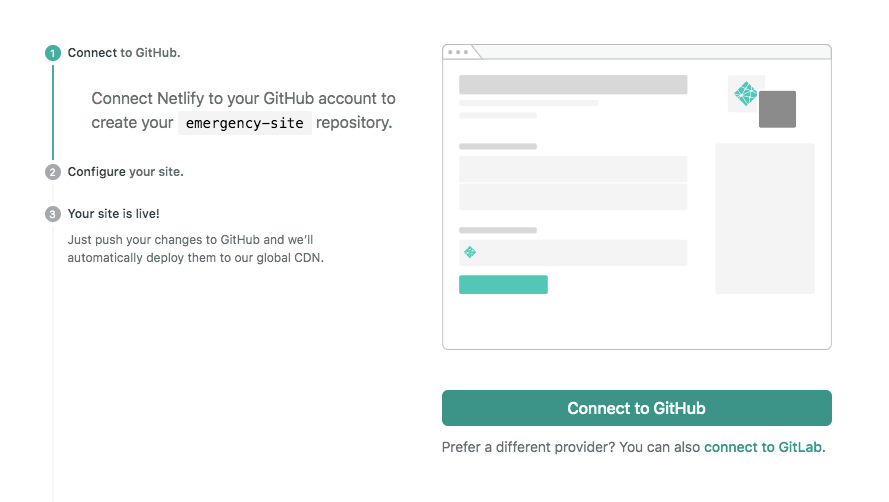 1 Connect to GitHub.
Connect Netlify to your GitHub account to
create your emergency-site repository.
2 Configure your site.
3 Your site is live!
Just push your changes to GitHub and we’ll
automatically deploy them to our global CDN.
Connect to GitHub
Prefer a different provider? You can also connect to GitLab.